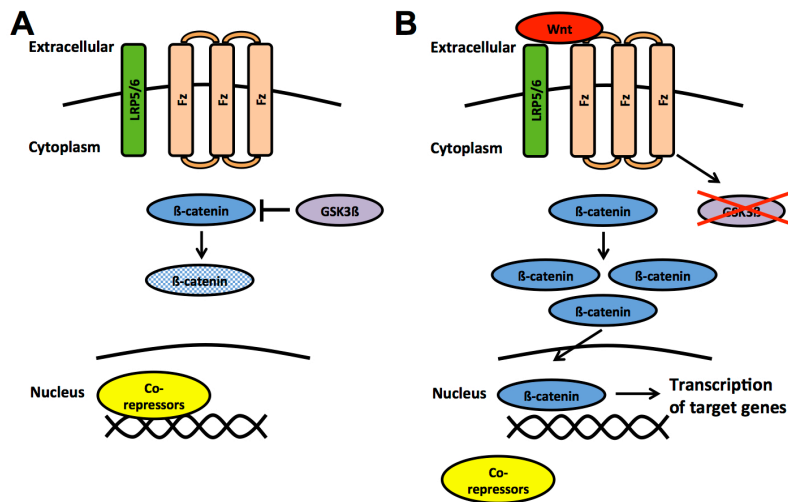 A
Extracellular
LRP5/6
Fz
Fz
Fz
Cytoplasm
ß-catenin
GSK3ß
ß-catenin
Nucleus
Co-
repressors
B
Extracellular
Wnt
LRP5/6
Fz
Fz
Fz
Cytoplasm
ß-catenin
GSK3ß
ß-catenin
ß-catenin
ß-catenin
Nucleus
ß-catenin
Transcription
of target genes
Co-
repressors